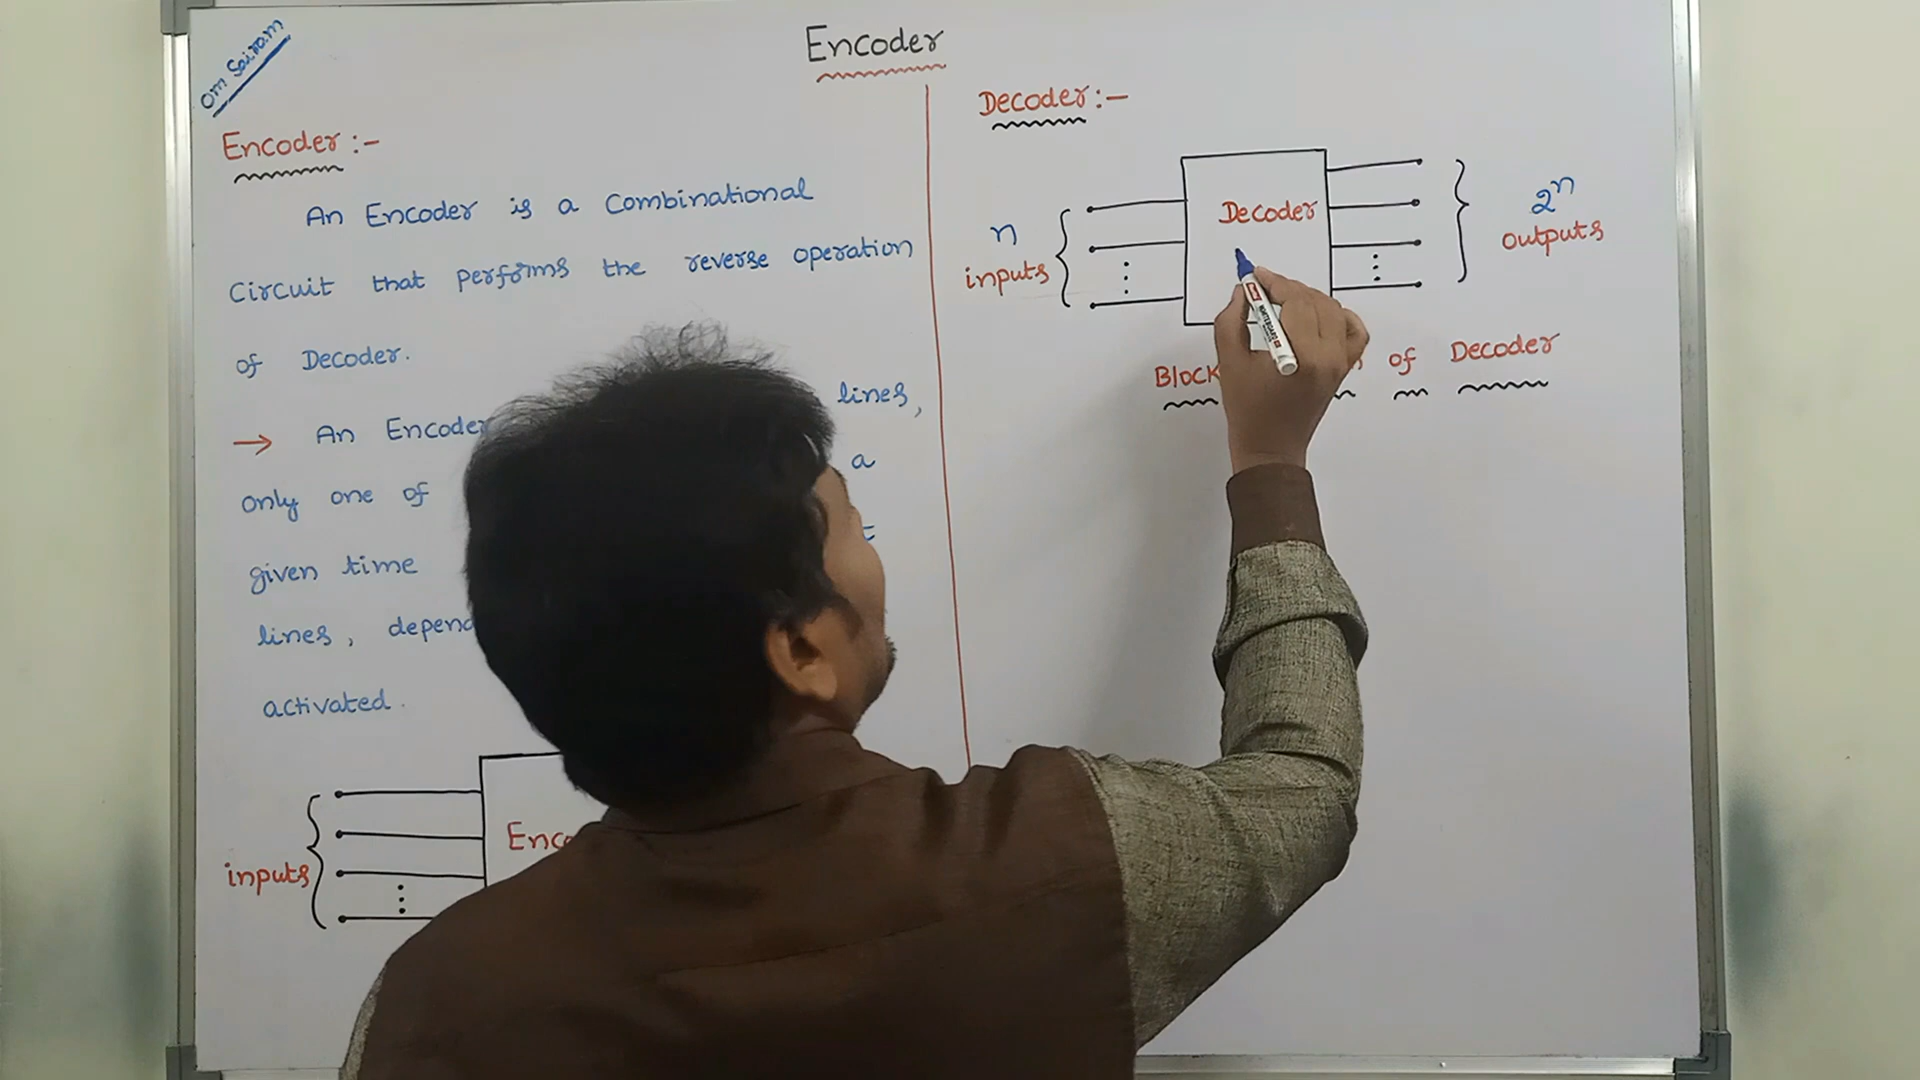 Om Sairam
Encoder
Encoder :-
An Encoder is a Combinational
Circuit that performs the reverse operation
of Decoder.
→ An Encoder lines,
only one of a
given time
lines, depend
activated.
inputs
Enco
Decoder :-
n
inputs
Decoder
2ⁿ
outputs
Block of Decoder